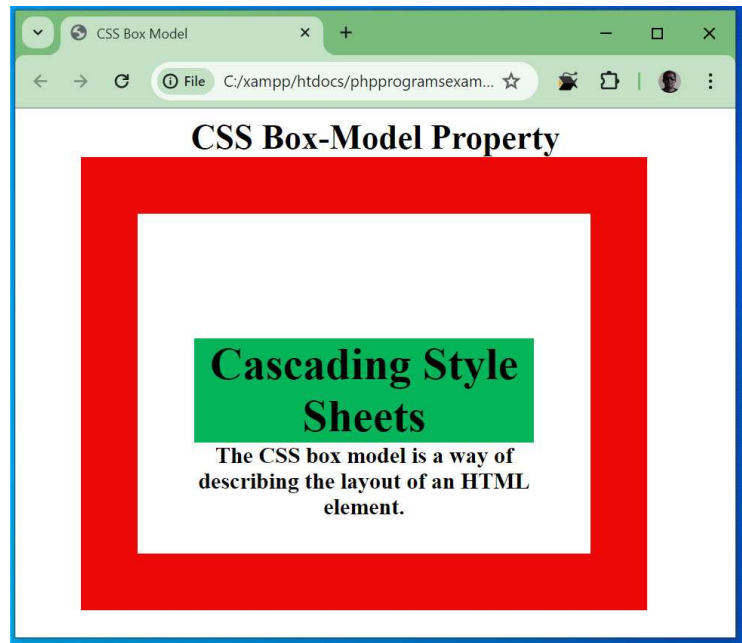 CSS Box Model
File C:/xampp/htdocs/phpprogramsexam...
CSS Box-Model Property
Cascading Style
Sheets
The CSS box model is a way of
describing the layout of an HTML
element.